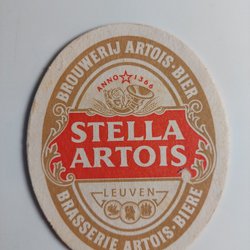 BROUWERIJ ARTOIS·BIER
ANNO 1366
STELLA
ARTOIS
LEUVEN
BRASSERIE ARTOIS·BIERE